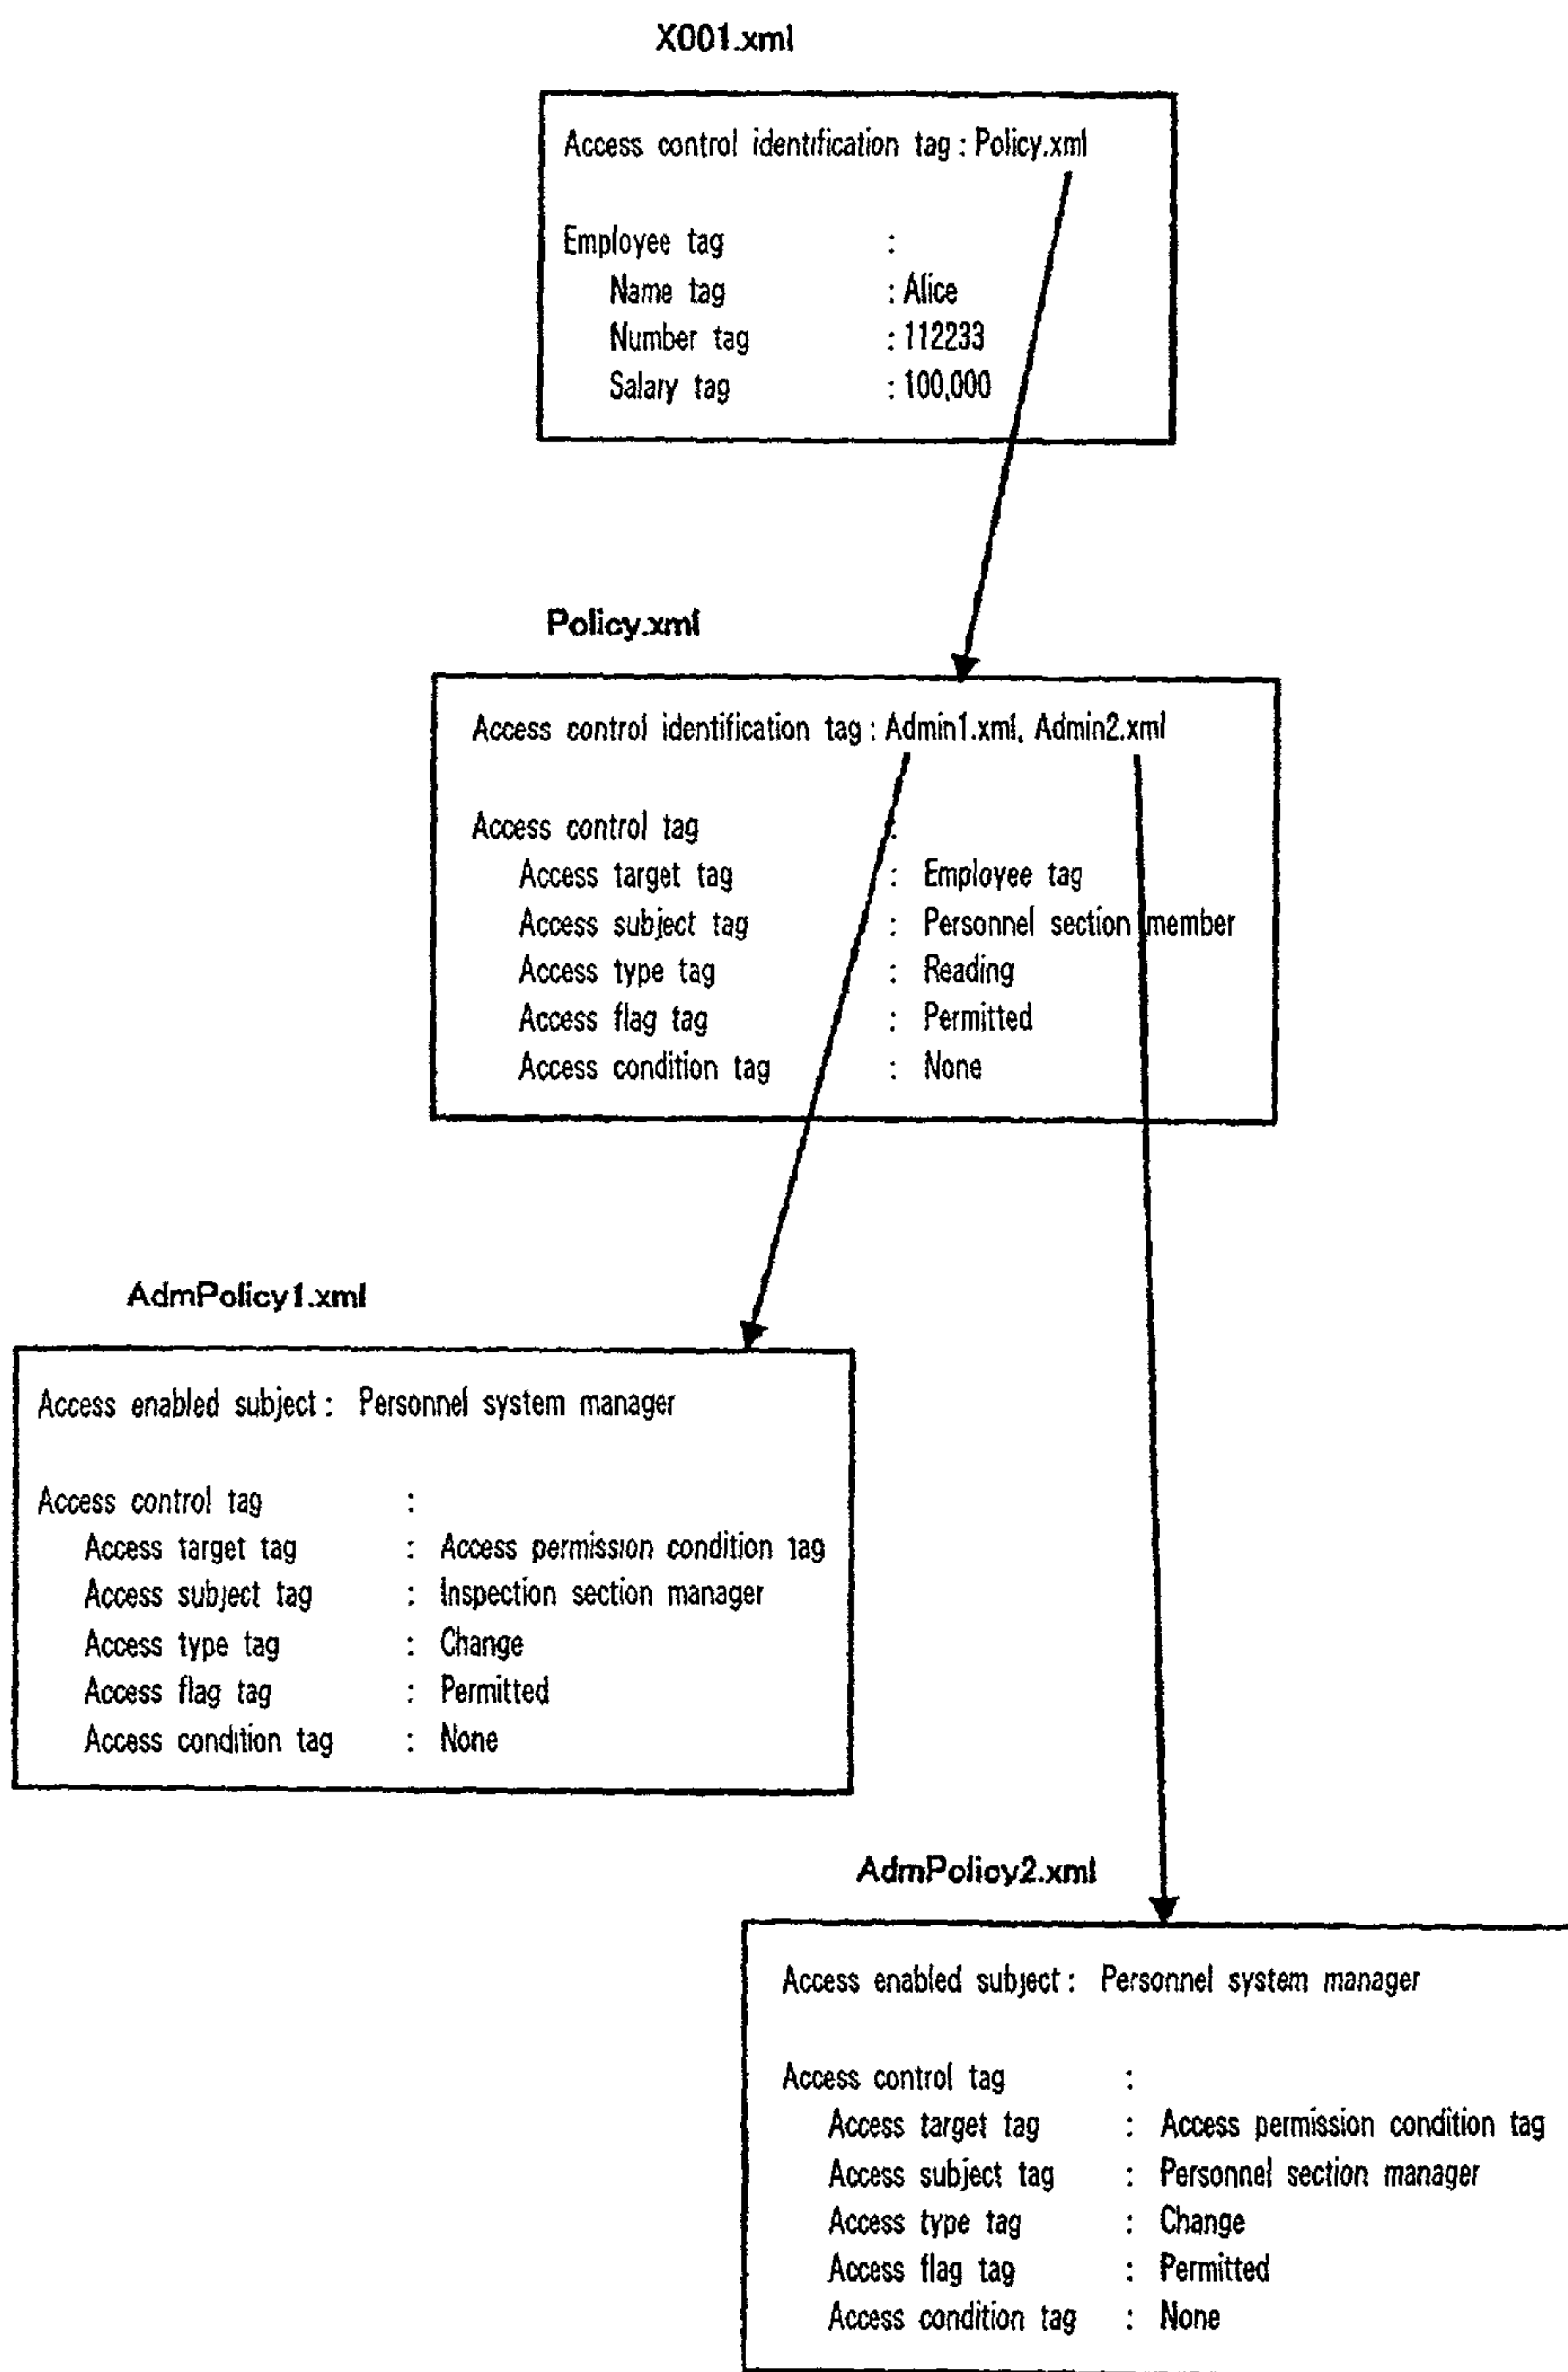 X001.xml
Access control identification tag : Policy.xml
Employee tag :
Name tag : Alice
Number tag : 112233
Salary tag : 100,000
Policy.xml
Access control identification tag : Admin1.xml, Admin2.xml
Access control tag :
Access target tag : Employee tag
Access subject tag : Personnel section member
Access type tag : Reading
Access flag tag : Permitted
Access condition tag : None
AdmPolicy1.xml
Access enabled subject : Personnel system manager
Access control tag :
Access target tag : Access permission condition tag
Access subject tag : Inspection section manager
Access type tag : Change
Access flag tag : Permitted
Access condition tag : None
AdmPolicy2.xml
Access enabled subject : Personnel system manager
Access control tag :
Access target tag : Access permission condition tag
Access subject tag : Personnel section manager
Access type tag : Change
Access flag tag : Permitted
Access condition tag : None